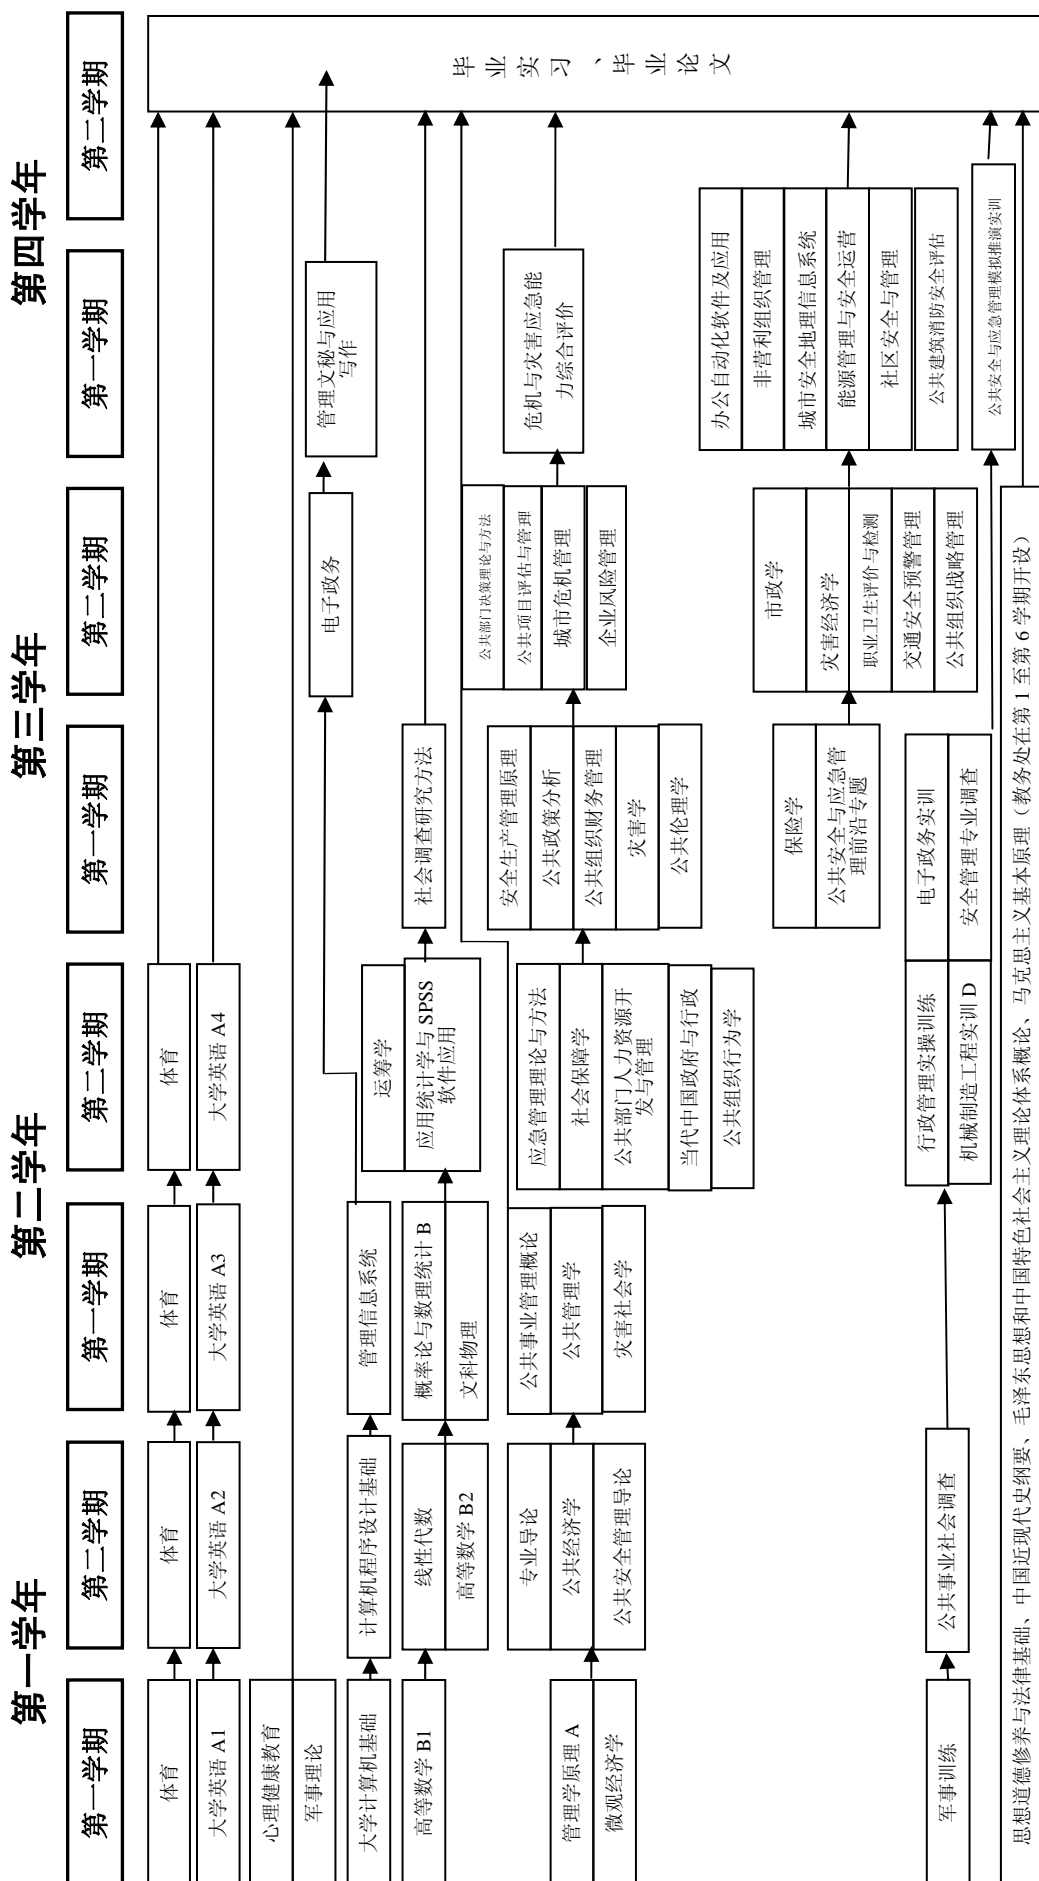 第一学年
第二学年
第三学年
第四学年
第一学期
第二学期
第一学期
第二学期
第一学期
第二学期
第一学期
第二学期
体育
体育
体育
体育
大学英语 A1
大学英语 A2
大学英语 A3
大学英语 A4
心理健康教育
军事理论
大学计算机基础
计算机程序设计基础
管理信息系统
电子政务
管理文秘与应用
写作
高等数学 B1
线性代数
高等数学 B2
概率论与数理统计 B
文科物理
运筹学
应用统计学与 SPSS
软件应用
社会调查研究方法
管理学原理 A
微观经济学
专业导论
公共经济学
公共安全管理导论
公共事业管理概论
公共管理学
灾害社会学
应急管理理论与方法
社会保障学
公共部门人力资源开
发与管理
当代中国政府与行政
公共组织行为学
安全生产管理原理
公共政策分析
公共组织财务管理
灾害学
公共伦理学
公共部门决策理论与方法
公共项目评估与管理
城市危机管理
企业风险管理
危机与灾害应急能
力综合评价
保险学
公共安全与应急管
理前沿专题
市政学
灾害经济学
职业卫生评价与检测
交通安全预警管理
公共组织战略管理
办公自动化软件及应用
非营利组织管理
城市安全地理信息系统
能源管理与安全运营
社区安全与管理
公共建筑消防安全评估
军事训练
公共事业社会调查
行政管理实操训练
机械制造工程实训 D
电子政务实训
安全管理专业调查
公共安全与应急管理模拟推演实训
思想道德修养与法律基础、中国近现代史纲要、毛泽东思想和中国特色社会主义理论体系概论、马克思主义基本原理（教务处在第 1 至第 6 学期开设）
毕业实习、毕业论文